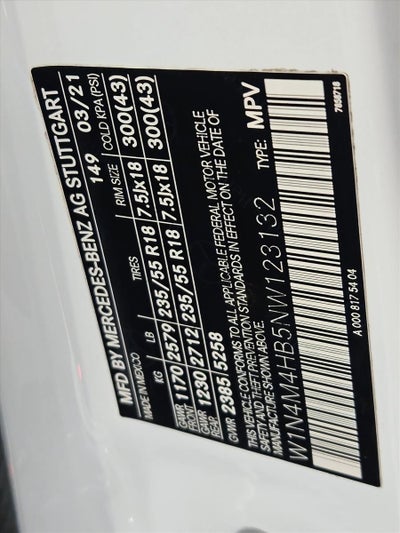 MFD BY MERCEDES-BENZ AG STUTTGART
MADE IN MEXICO 149 03/21
KG LB TIRES RIM SIZE COLD KPA (PSI)
GAWR FRONT 1170 2579 235/55 R18 7.5Jx18 300(43)
GAWR REAR 1230 2712 235/55 R18 7.5Jx18 300(43)
GVWR 2385 5258
THIS VEHICLE CONFORMS TO ALL APPLICABLE FEDERAL MOTOR VEHICLE
SAFETY AND THEFT PREVENTION STANDARDS IN EFFECT ON THE DATE OF
MANUFACTURE SHOWN ABOVE.
W1N4M4HB5NW123132 TYPE: MPV
A 000 817 54 04
7858718